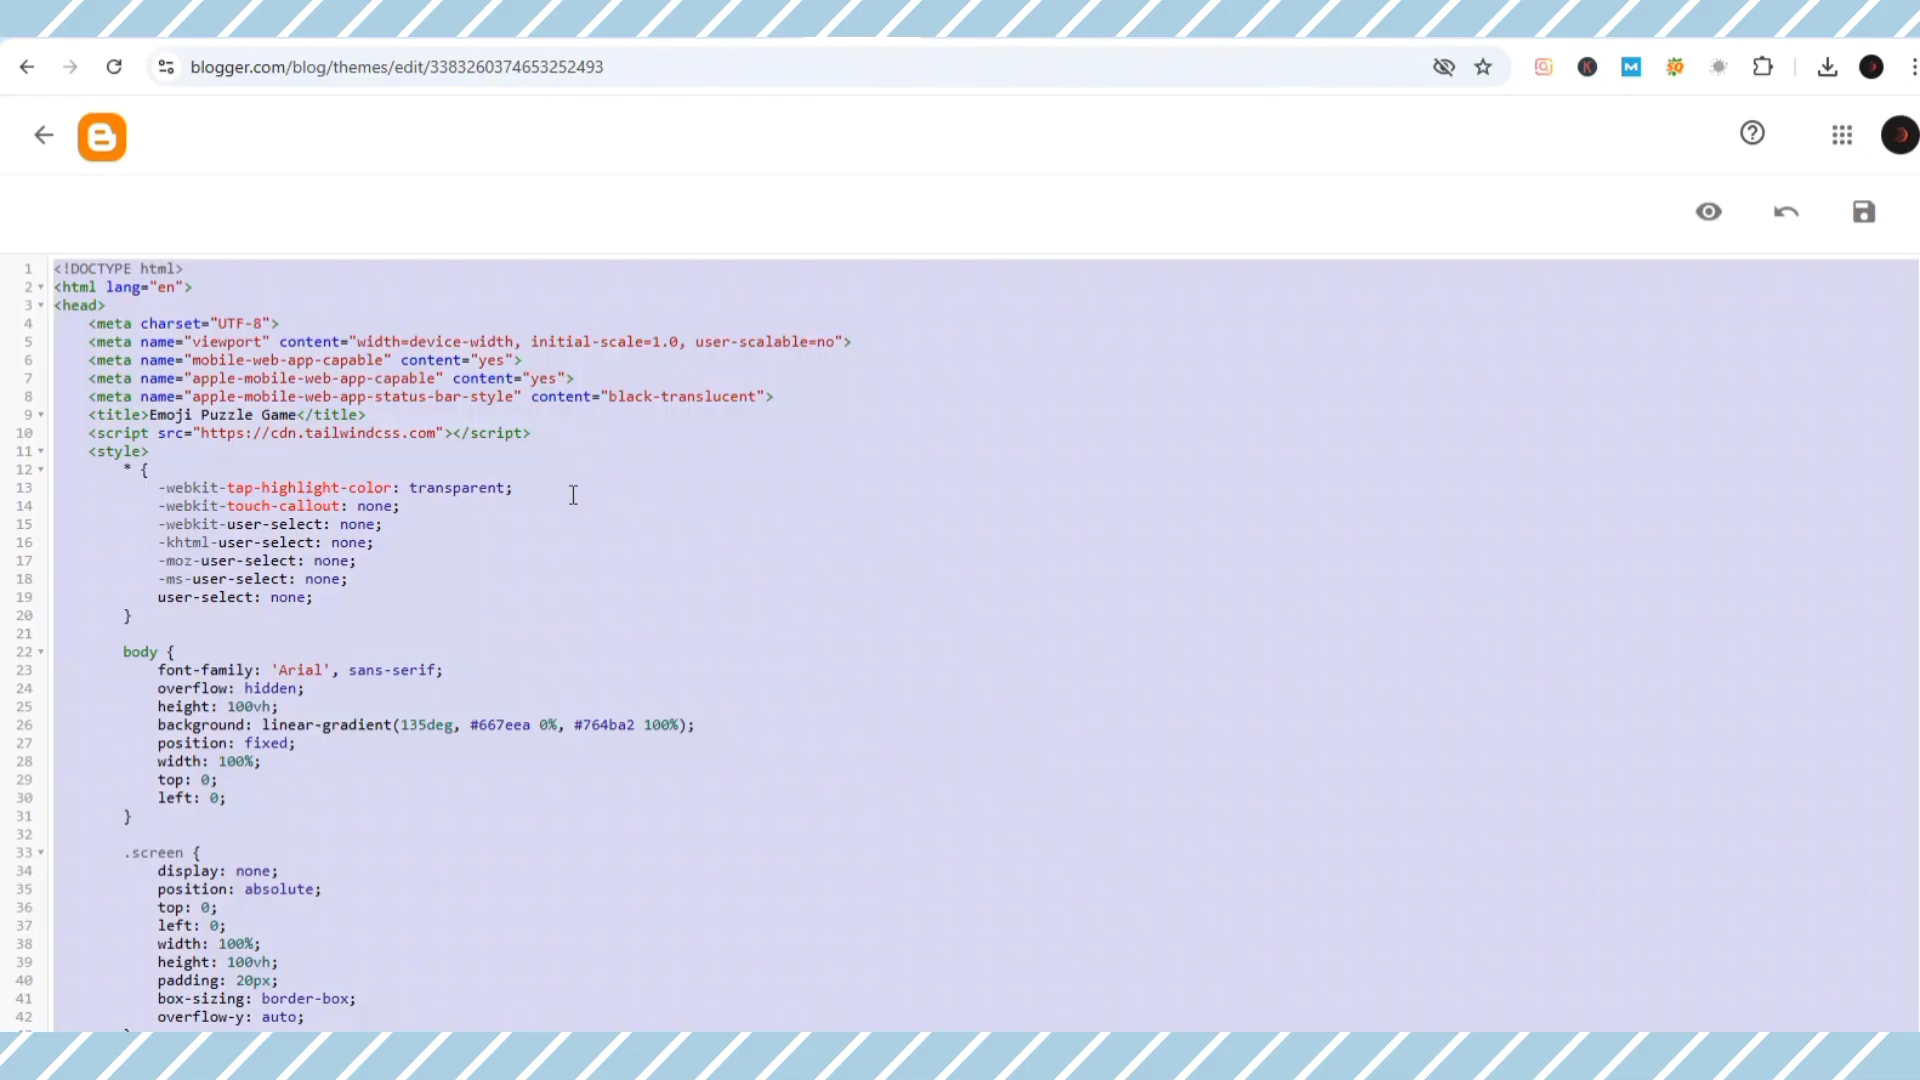 blogger.com/blog/themes/edit/3383260374653252493
1 <!DOCTYPE html>
2 <html lang="en">
3 <head>
4 <meta charset="UTF-8">
5 <meta name="viewport" content="width=device-width, initial-scale=1.0, user-scalable=no">
6 <meta name="mobile-web-app-capable" content="yes">
7 <meta name="apple-mobile-web-app-capable" content="yes">
8 <meta name="apple-mobile-web-app-status-bar-style" content="black-translucent">
9 <title>Emoji Puzzle Game</title>
10 <script src="https://cdn.tailwindcss.com"></script>
11 <style>
12 * {
13 -webkit-tap-highlight-color: transparent;
14 -webkit-touch-callout: none;
15 -webkit-user-select: none;
16 -khtml-user-select: none;
17 -moz-user-select: none;
18 -ms-user-select: none;
19 user-select: none;
20 }
21
22 body {
23 font-family: 'Arial', sans-serif;
24 overflow: hidden;
25 height: 100vh;
26 background: linear-gradient(135deg, #667eea 0%, #764ba2 100%);
27 position: fixed;
28 width: 100%;
29 top: 0;
30 left: 0;
31 }
32
33 .screen {
34 display: none;
35 position: absolute;
36 top: 0;
37 left: 0;
38 width: 100%;
39 height: 100vh;
40 padding: 20px;
41 box-sizing: border-box;
42 overflow-y: auto;